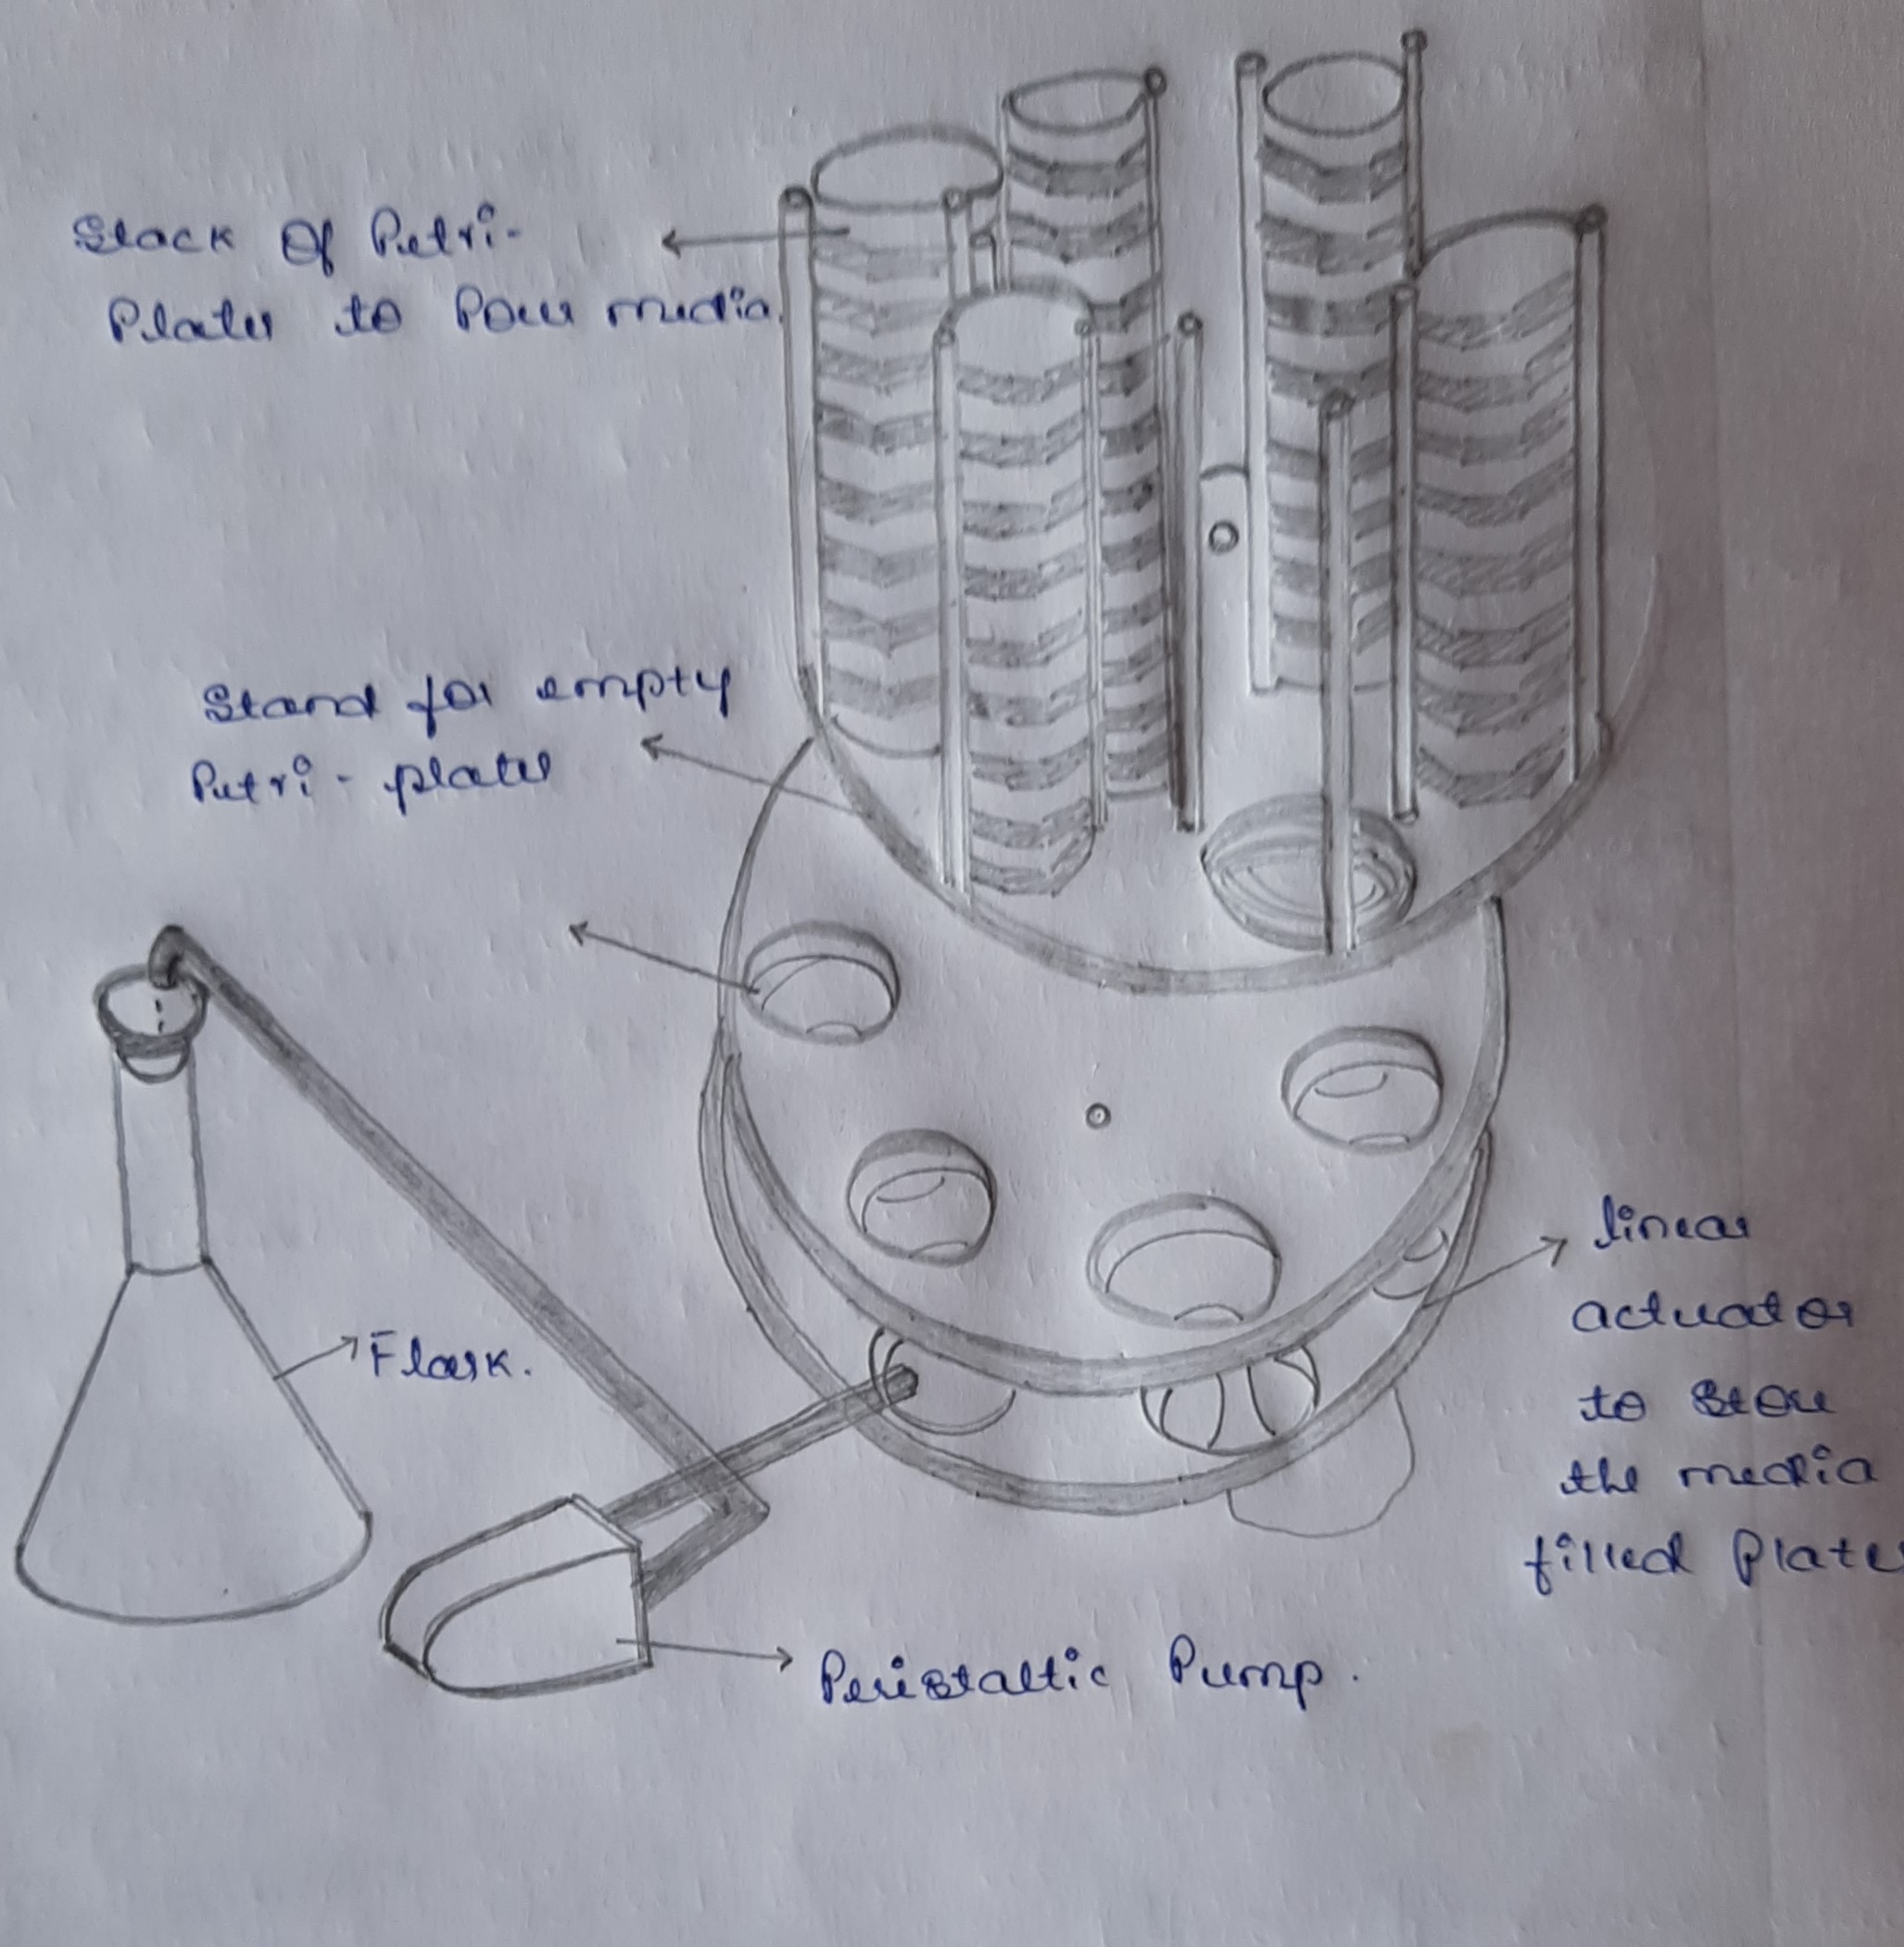 Stack Of Petri-
Plates to Pour media.
Stand for empty
Petri-plates
Flask.
linear
actuator
to store
the media
filled Plates
Peristaltic Pump.